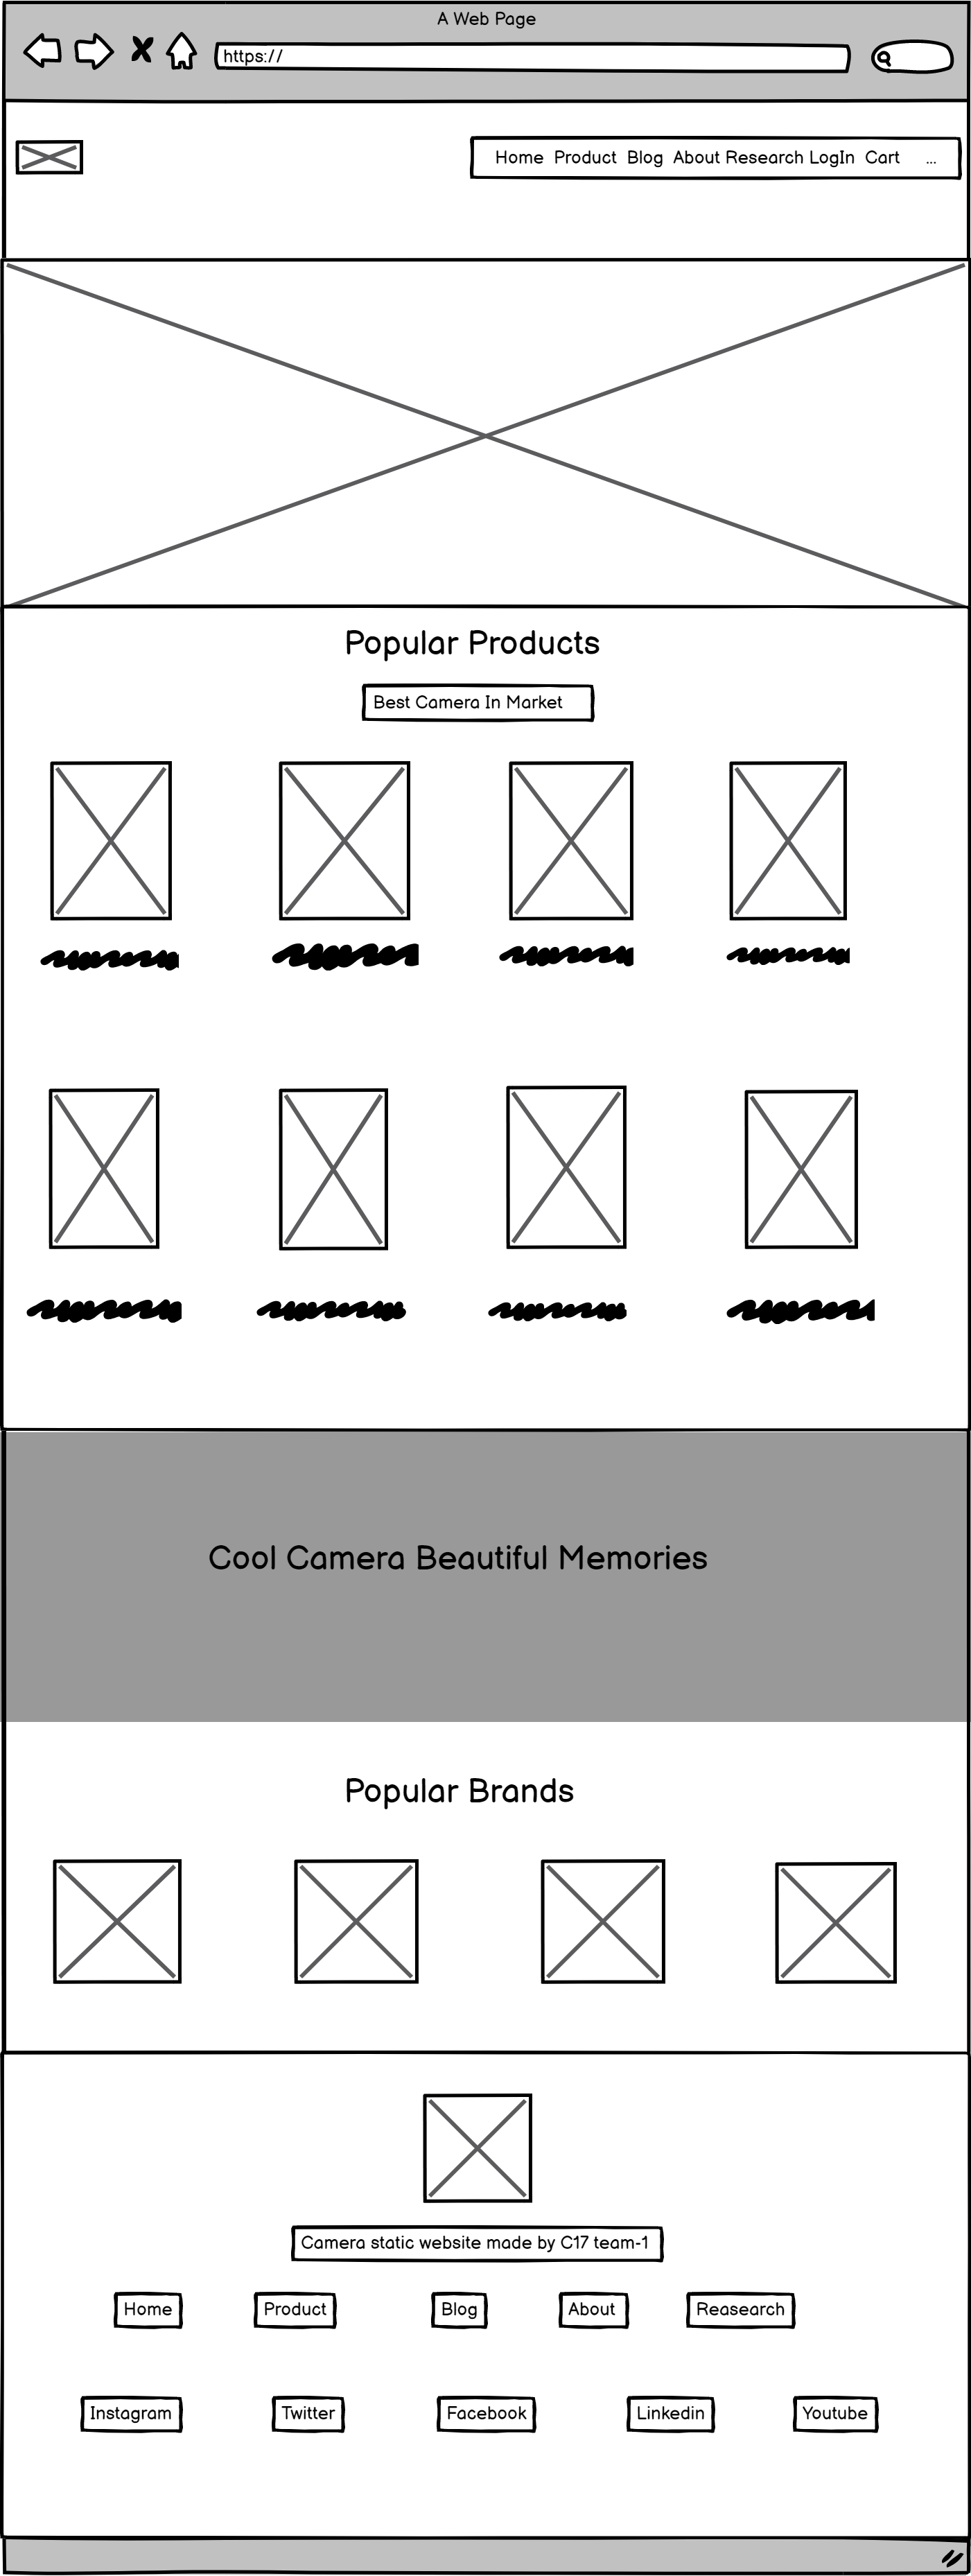 A Web Page
https://
Home Product Blog About Research LogIn Cart ...
Popular Products
Best Camera In Market
Cool Camera Beautiful Memories
Popular Brands
Camera static website made by C17 team-1
Home Product Blog About Reasearch
Instagram Twitter Facebook Linkedin Youtube